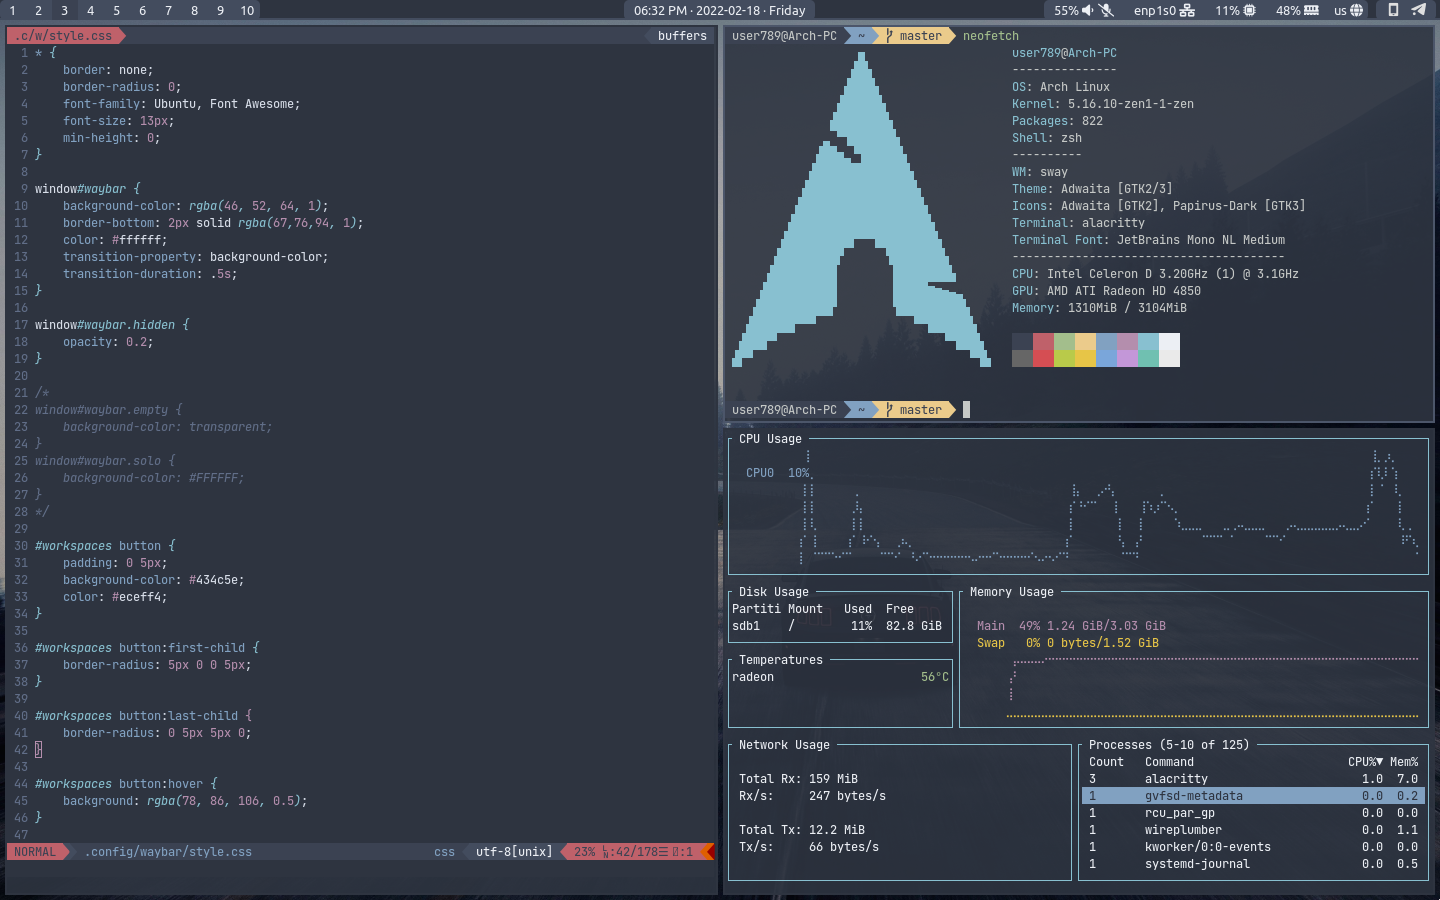 1 2 3 4 5 6 7 8 9 10
06:32 PM · 2022-02-18 · Friday
55% enp1s0 11% 48% us
.c/w/style.css buffers
1 * {
2 border: none;
3 border-radius: 0;
4 font-family: Ubuntu, Font Awesome;
5 font-size: 13px;
6 min-height: 0;
7 }
8
9 window#waybar {
10 background-color: rgba(46, 52, 64, 1);
11 border-bottom: 2px solid rgba(67,76,94, 1);
12 color: #ffffff;
13 transition-property: background-color;
14 transition-duration: .5s;
15 }
16
17 window#waybar.hidden {
18 opacity: 0.2;
19 }
20
21 /*
22 window#waybar.empty {
23 background-color: transparent;
24 }
25 window#waybar.solo {
26 background-color: #FFFFFF;
27 }
28 */
29
30 #workspaces button {
31 padding: 0 5px;
32 background-color: #434c5e;
33 color: #eceff4;
34 }
35
36 #workspaces button:first-child {
37 border-radius: 5px 0 0 5px;
38 }
39
40 #workspaces button:last-child {
41 border-radius: 0 5px 5px 0;
42 }
43
44 #workspaces button:hover {
45 background: rgba(78, 86, 106, 0.5);
46 }
47
NORMAL .config/waybar/style.css css utf-8[unix] 23% :42/178☰ :1
user789@Arch-PC ~ master neofetch
user789@Arch-PC
---------------
OS: Arch Linux
Kernel: 5.16.10-zen1-1-zen
Packages: 822
Shell: zsh
----------
WM: sway
Theme: Adwaita [GTK2/3]
Icons: Adwaita [GTK2], Papirus-Dark [GTK3]
Terminal: alacritty
Terminal Font: JetBrains Mono NL Medium
---------------------------------------
CPU: Intel Celeron D 3.20GHz (1) @ 3.1GHz
GPU: AMD ATI Radeon HD 4850
Memory: 1310MiB / 3104MiB
user789@Arch-PC ~ master
CPU Usage
CPU0 10%
Disk Usage
Partiti Mount Used Free
sdb1 / 11% 82.8 GiB
Temperatures
radeon 56°C
Memory Usage
Main 49% 1.24 GiB/3.03 GiB
Swap 0% 0 bytes/1.52 GiB
Network Usage
Total Rx: 159 MiB
Rx/s: 247 bytes/s
Total Tx: 12.2 MiB
Tx/s: 66 bytes/s
Processes (5-10 of 125)
Count Command CPU%▼ Mem%
3 alacritty 1.0 7.0
1 gvfsd-metadata 0.0 0.2
1 rcu_par_gp 0.0 0.0
1 wireplumber 0.0 1.1
1 kworker/0:0-events 0.0 0.0
1 systemd-journal 0.0 0.5